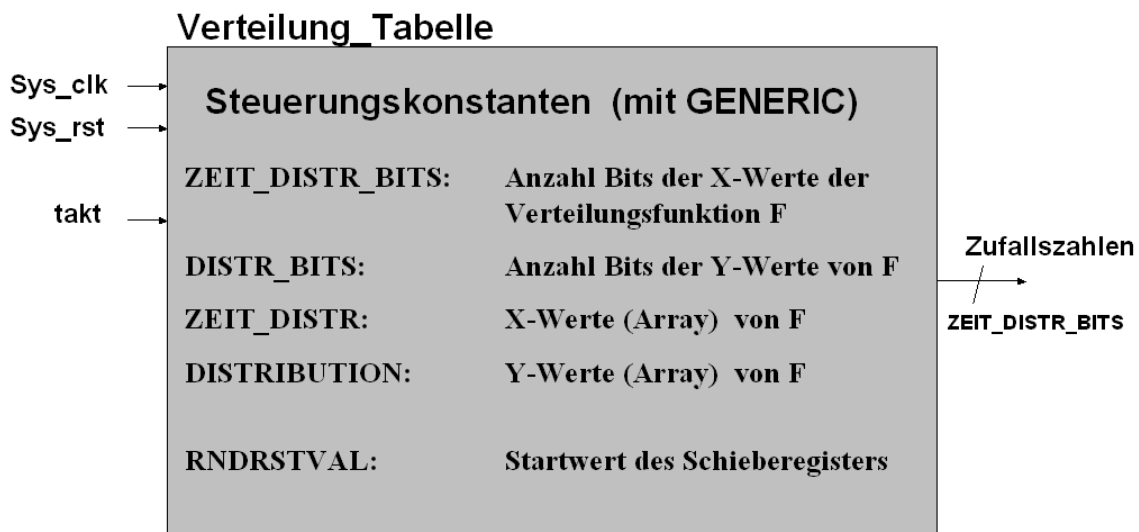 Verteilung_Tabelle
Sys_clk
Steuerungskonstanten (mit GENERIC)
Sys_rst
ZEIT_DISTR_BITS: Anzahl Bits der X-Werte der
Verteilungsfunktion F
takt
DISTR_BITS: Anzahl Bits der Y-Werte von F
Zufallszahlen
ZEIT_DISTR: X-Werte (Array) von F
ZEIT_DISTR_BITS
DISTRIBUTION: Y-Werte (Array) von F
RNDRSTVAL: Startwert des Schieberegisters